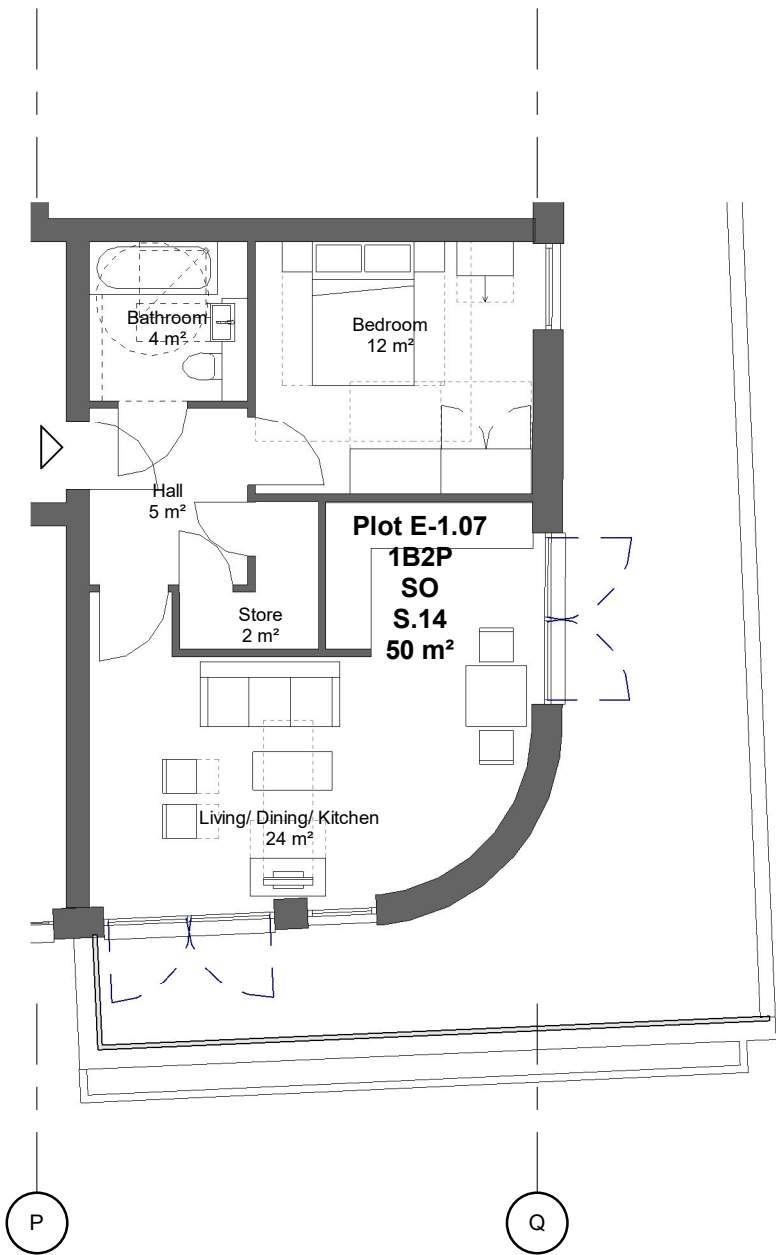 Bathroom
4 m²
Bedroom
12 m²
Hall
5 m²
Plot E-1.07
1B2P
SO
S.14
50 m²
Store
2 m²
Living/ Dining/ Kitchen
24 m²
P
Q